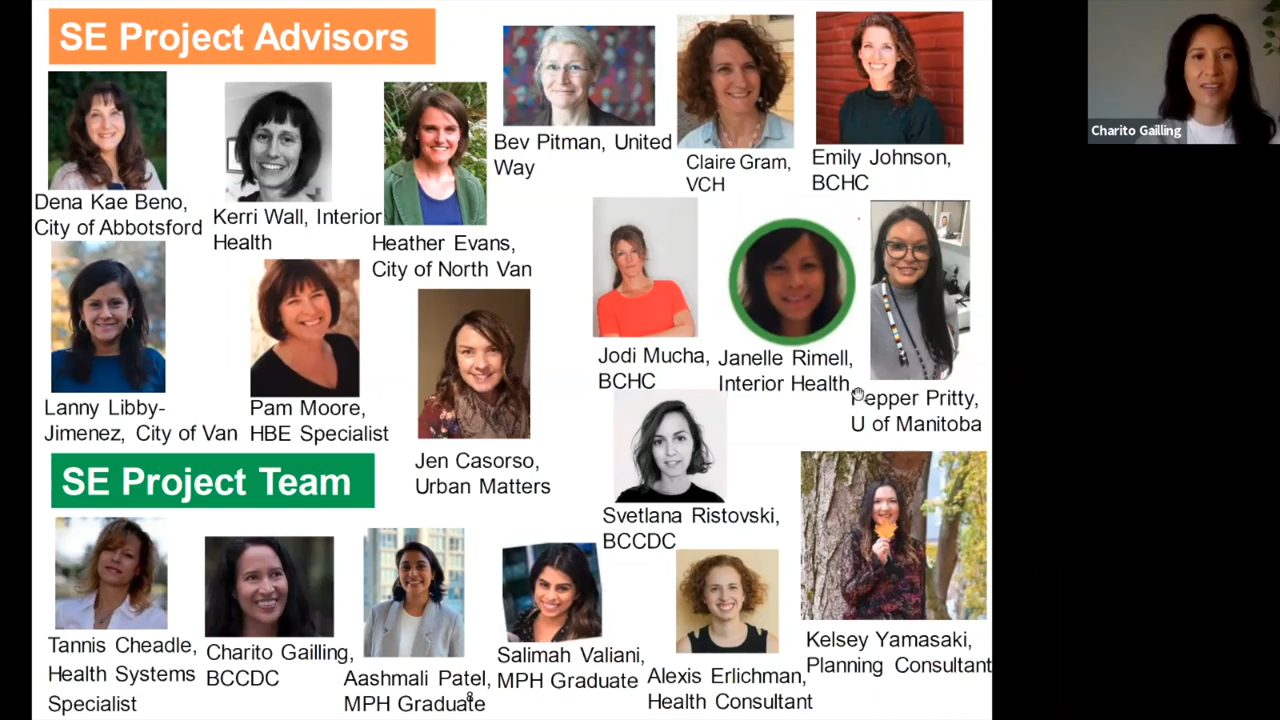 SE Project Advisors
Dena Kae Beno,
City of Abbotsford
Kerri Wall, Interior
Health
Heather Evans,
City of North Van
Bev Pitman, United
Way
Claire Gram,
VCH
Emily Johnson,
BCHC
Charito Gailling
Lanny Libby-
Jimenez, City of Van
Pam Moore,
HBE Specialist
Jen Casorso,
Urban Matters
Jodi Mucha,
BCHC
Janelle Rimell,
Interior Health
Pepper Pritty,
U of Manitoba
SE Project Team
Svetlana Ristovski,
BCCDC
Tannis Cheadle,
Health Systems
Specialist
Charito Gailling,
BCCDC
Aashmali Patel,
MPH Graduate
8
Salimah Valiani,
MPH Graduate
Alexis Erlichman,
Health Consultant
Kelsey Yamasaki,
Planning Consultant